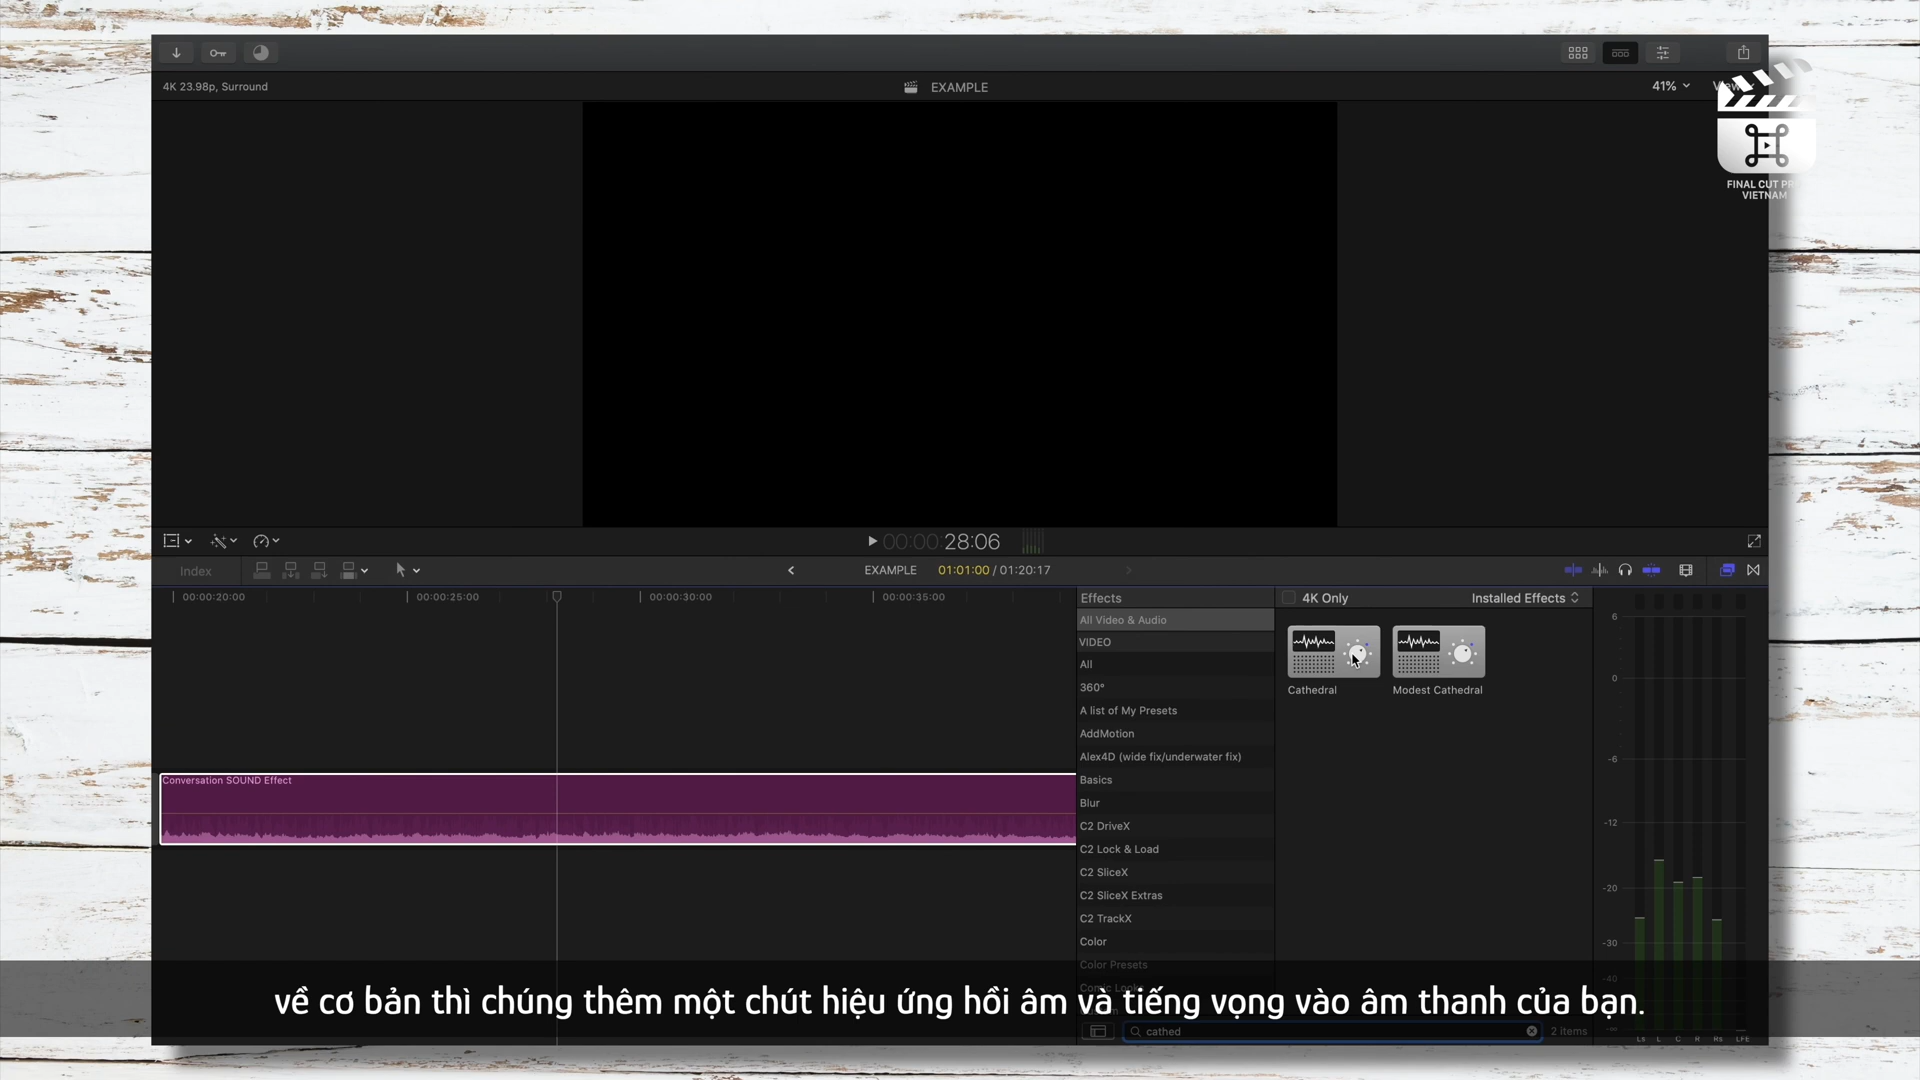 4K 23.98p, Surround
EXAMPLE
41%
FINAL CUT PR
VIETNAM
00:00:28:06
Index
EXAMPLE 01:01:00 / 01:20:17
00:00:20:00 00:00:25:00 00:00:30:00 00:00:35:00
Conversation SOUND Effect
Effects
4K Only
Installed Effects
All Video & Audio
VIDEO
All
360°
A list of My Presets
AddMotion
Alex4D (wide fix/underwater fix)
Basics
Blur
C2 DriveX
C2 Lock & Load
C2 SliceX
C2 SliceX Extras
C2 TrackX
Color
Color Presets
Cathedral
Modest Cathedral
6
0
-6
-12
-20
-30
-40
Ls L C R Rs LFE
về cơ bản thì chúng thêm một chút hiệu ứng hồi âm và tiếng vọng vào âm thanh của bạn.
cathed
2 items